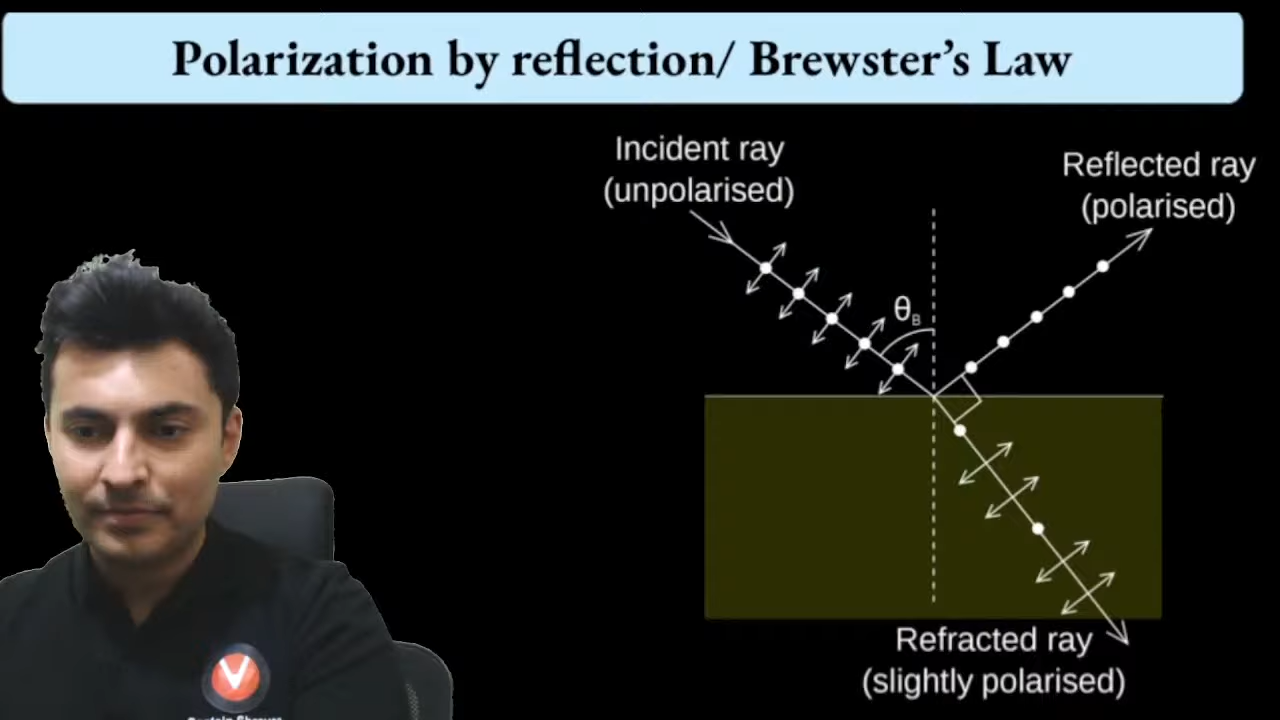 Polarization by reflection/ Brewster's Law
Incident ray
(unpolarised)
Reflected ray
(polarised)
θB
Refracted ray
(slightly polarised)
V